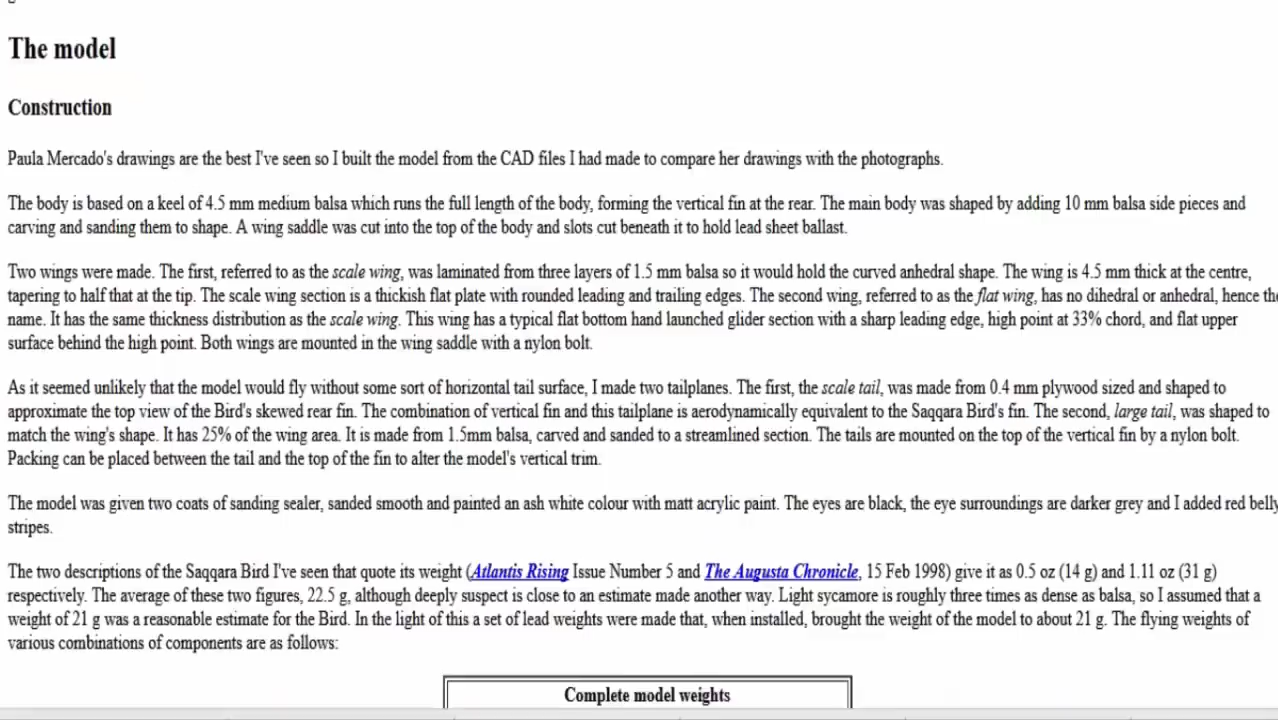 The model
Construction
Paula Mercado's drawings are the best I've seen so I built the model from the CAD files I had made to compare her drawings with the photographs.
The body is based on a keel of 4.5 mm medium balsa which runs the full length of the body, forming the vertical fin at the rear. The main body was shaped by adding 10 mm balsa side pieces and
carving and sanding them to shape. A wing saddle was cut into the top of the body and slots cut beneath it to hold lead sheet ballast.
Two wings were made. The first, referred to as the scale wing, was laminated from three layers of 1.5 mm balsa so it would hold the curved anhedral shape. The wing is 4.5 mm thick at the centre,
tapering to half that at the tip. The scale wing section is a thickish flat plate with rounded leading and trailing edges. The second wing, referred to as the flat wing, has no dihedral or anhedral, hence the
name. It has the same thickness distribution as the scale wing. This wing has a typical flat bottom hand launched glider section with a sharp leading edge, high point at 33% chord, and flat upper
surface behind the high point. Both wings are mounted in the wing saddle with a nylon bolt.
As it seemed unlikely that the model would fly without some sort of horizontal tail surface, I made two tailplanes. The first, the scale tail, was made from 0.4 mm plywood sized and shaped to
approximate the top view of the Bird's skewed rear fin. The combination of vertical fin and this tailplane is aerodynamically equivalent to the Saqqara Bird's fin. The second, large tail, was shaped to
match the wing's shape. It has 25% of the wing area. It is made from 1.5mm balsa, carved and sanded to a streamlined section. The tails are mounted on the top of the vertical fin by a nylon bolt.
Packing can be placed between the tail and the top of the fin to alter the model's vertical trim.
The model was given two coats of sanding sealer, sanded smooth and painted an ash white colour with matt acrylic paint. The eyes are black, the eye surroundings are darker grey and I added red belly
stripes.
The two descriptions of the Saqqara Bird I've seen that quote its weight (Atlantis Rising Issue Number 5 and The Augusta Chronicle, 15 Feb 1998) give it as 0.5 oz (14 g) and 1.11 oz (31 g)
respectively. The average of these two figures, 22.5 g, although deeply suspect is close to an estimate made another way. Light sycamore is roughly three times as dense as balsa, so I assumed that a
weight of 21 g was a reasonable estimate for the Bird. In the light of this a set of lead weights were made that, when installed, brought the weight of the model to about 21 g. The flying weights of
various combinations of components are as follows:
Complete model weights